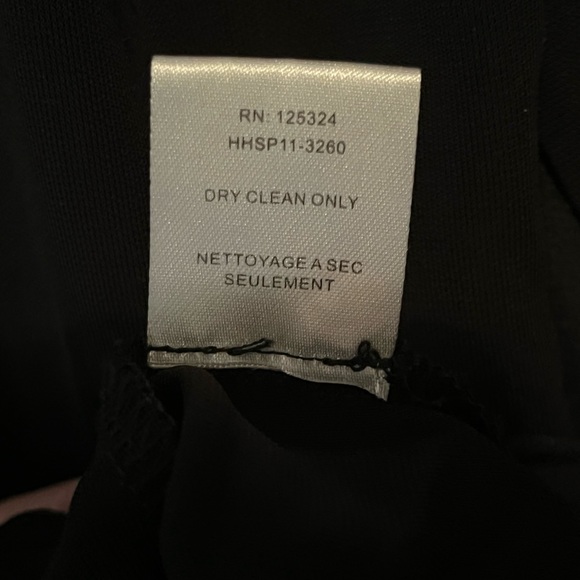 RN: 125324
HHSP11-3260
DRY CLEAN ONLY
NETTOYAGE A SEC
SEULEMENT